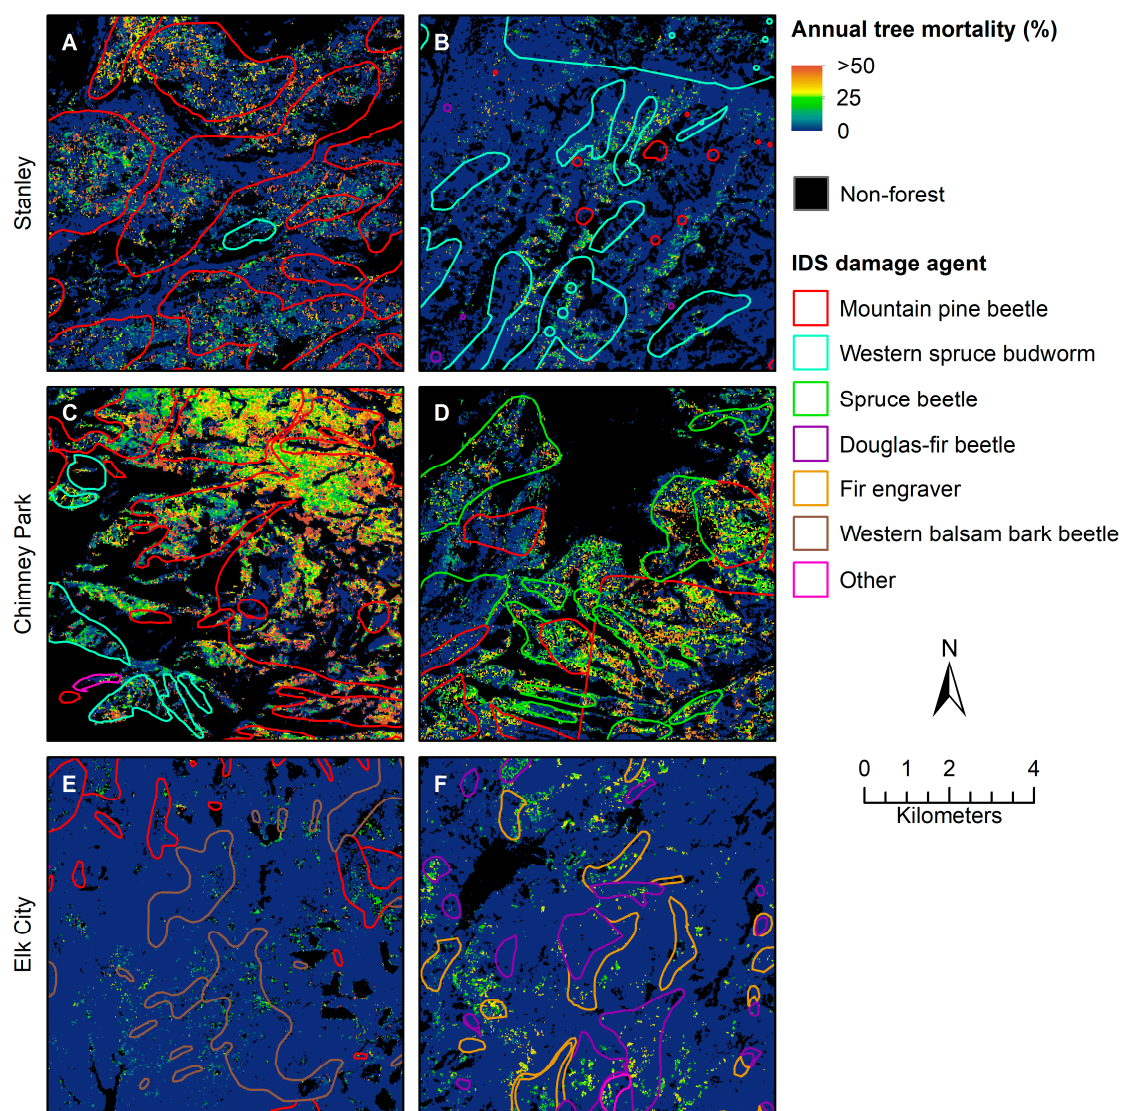 A
B
Stanley
C
D
Chimney Park
E
F
Elk City
Annual tree mortality (%)
>50
25
0
Non-forest
IDS damage agent
Mountain pine beetle
Western spruce budworm
Spruce beetle
Douglas-fir beetle
Fir engraver
Western balsam bark beetle
Other
N
0 1 2 4
Kilometers